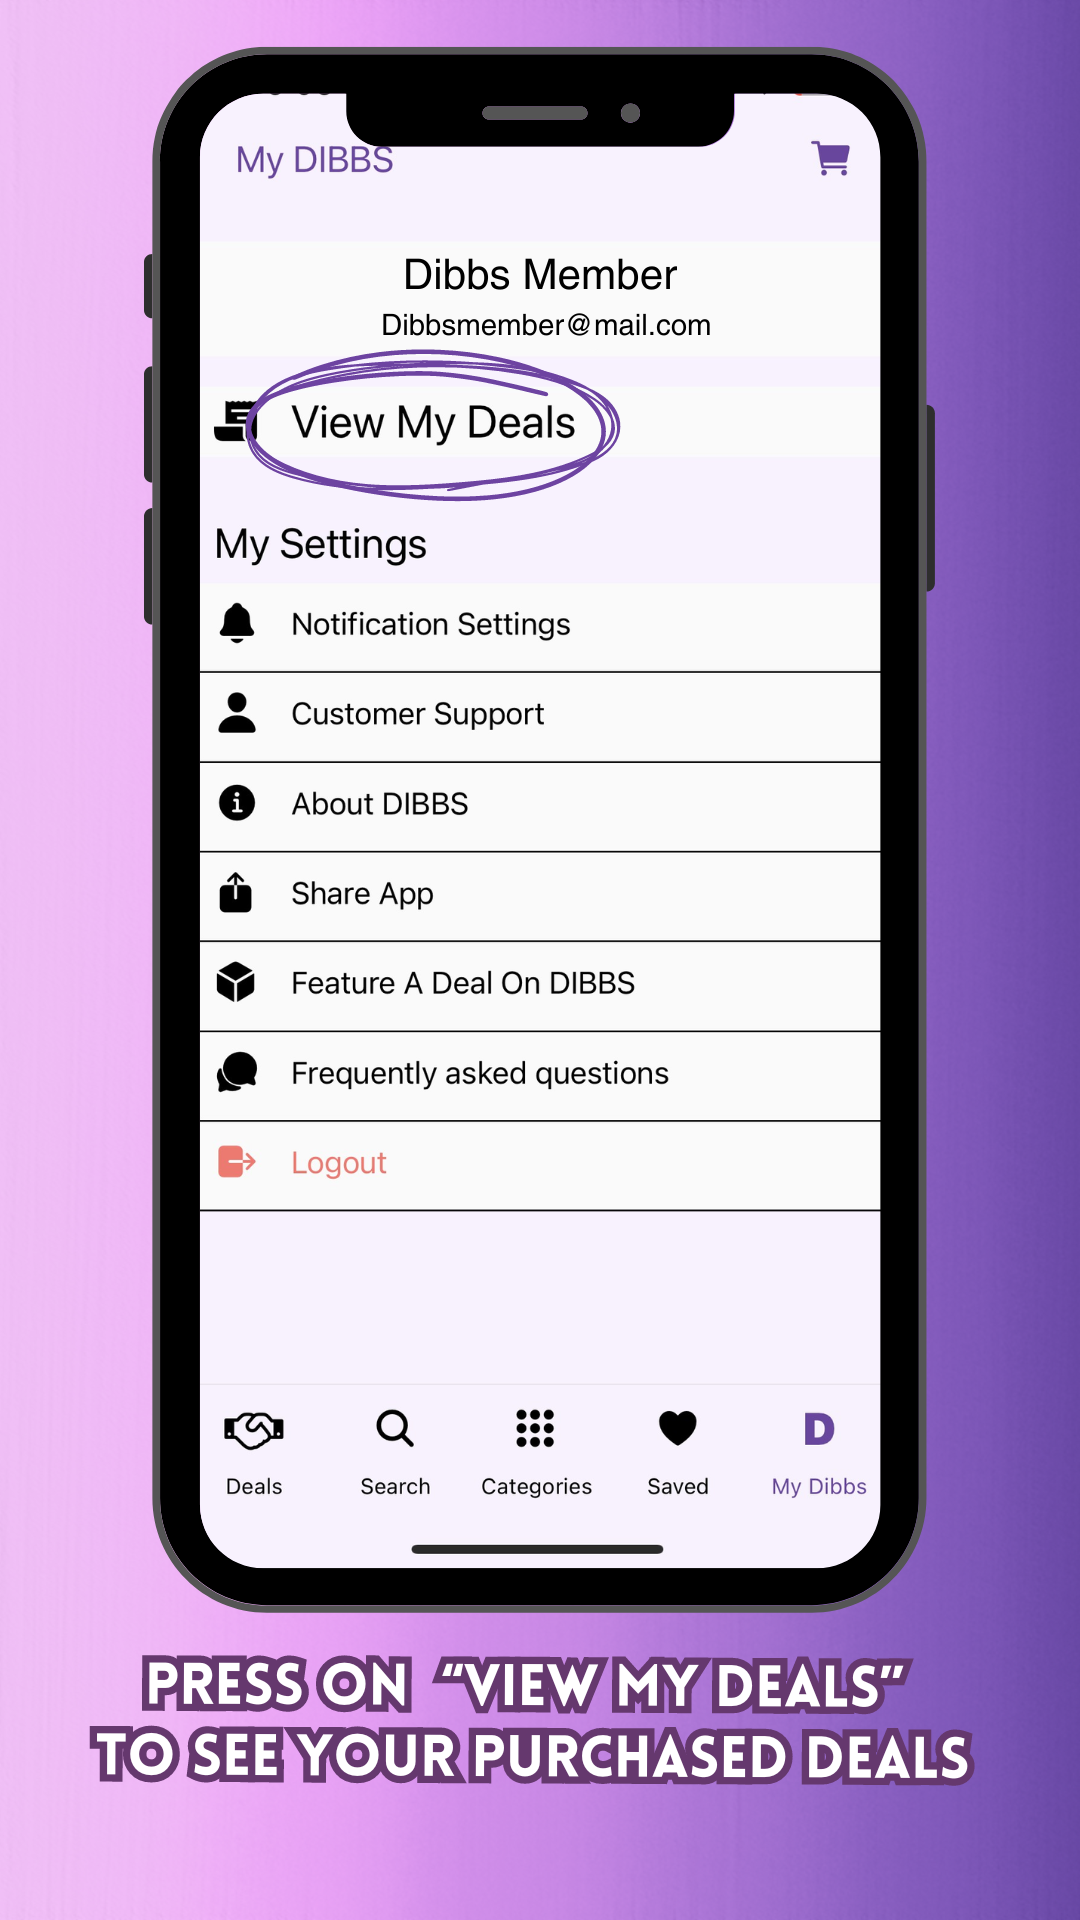 My DIBBS
Dibbs Member
Dibbsmember@mail.com
View My Deals
My Settings
Notification Settings
Customer Support
About DIBBS
Share App
Feature A Deal On DIBBS
Frequently asked questions
Logout
D
Deals Search Categories Saved My Dibbs
PRESS ON “VIEW MY DEALS”
TO SEE YOUR PURCHASED DEALS